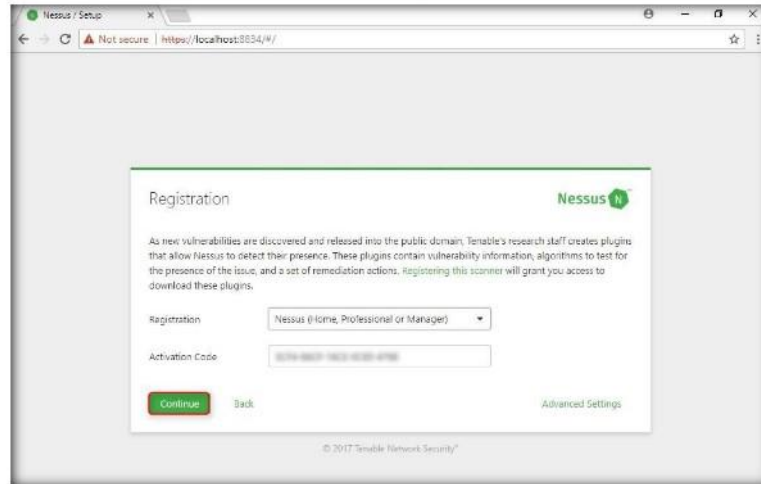 Nessus / Setup
Not secure | https://localhost:8834/#/
Registration
Nessus N
As new vulnerabilities are discovered and released into the public domain, Tenable's research staff creates plugins
that allow Nessus to detect their presence. These plugins contain vulnerability information, algorithms to test for
the presence of the issue, and a set of remediation actions. Registering this scanner will grant you access to
download these plugins.
Registration Nessus (Home, Professional or Manager)
Activation Code
Continue Back Advanced Settings
© 2017 Tenable Network Security™